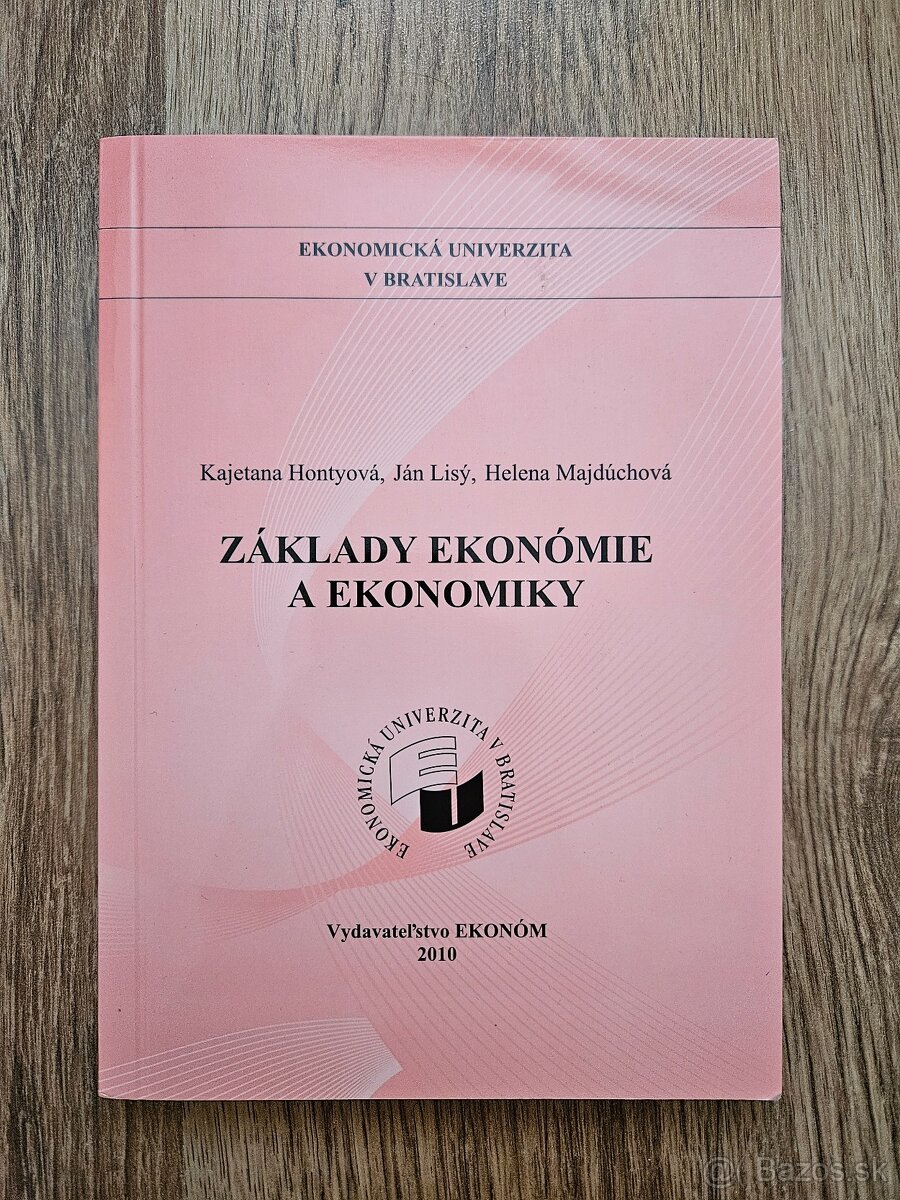 EKONOMICKÁ UNIVERZITA
V BRATISLAVE
Kajetana Hontyová, Ján Lisý, Helena Majdúchová
ZÁKLADY EKONÓMIE
A EKONOMIKY
EKONOMICKÁ UNIVERZITA V BRATISLAVE
EU
Vydavateľstvo EKONÓM
2010
@ Bazos.sk